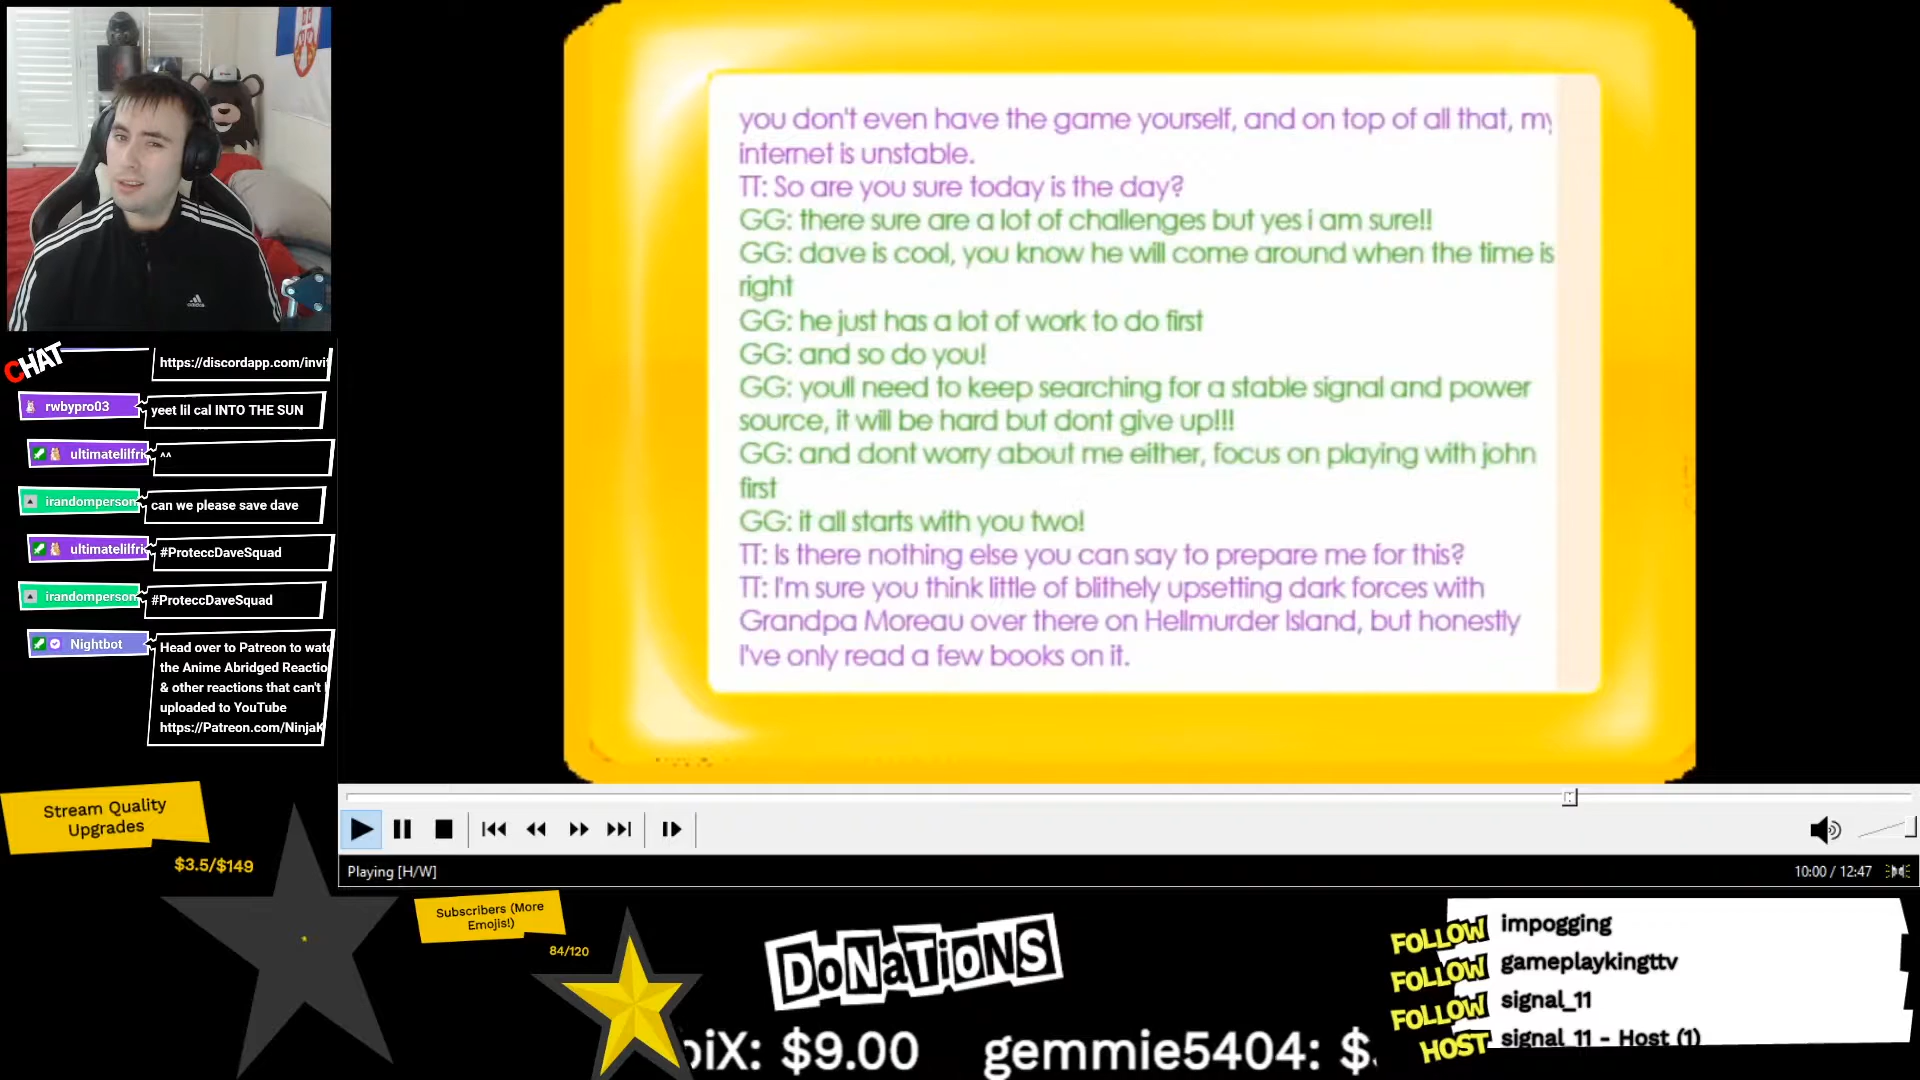 you don't even have the game yourself, and on top of all that, my
internet is unstable.
TT: So are you sure today is the day?
GG: there sure are a lot of challenges but yes i am sure!!
GG: dave is cool, you know he will come around when the time is
right
GG: he just has a lot of work to do first
GG: and so do you!
GG: youll need to keep searching for a stable signal and power
source, it will be hard but dont give up!!!
GG: and dont worry about me either, focus on playing with john
first
GG: it all starts with you two!
TT: Is there nothing else you can say to prepare me for this?
TT: I'm sure you think little of blithely upsetting dark forces with
Grandpa Moreau over there on Hellmurder Island, but honestly
I've only read a few books on it.
CHAT
https://discordapp.com/invi
rwbypro03
yeet lil cal INTO THE SUN
ultimatelilfri
^^
irandomperson
can we please save dave
ultimatelilfri
#ProteccDaveSquad
irandomperson
#ProteccDaveSquad
Nightbot
Head over to Patreon to wat
the Anime Abridged Reactio
& other reactions that can't
uploaded to YouTube
https://Patreon.com/NinjaK
Stream Quality
Upgrades
$3.5/$149
Playing [H/W]
10:00 / 12:47
Subscribers (More
Emojis!)
84/120
DONATIONS
piX: $9.00 gemmie5404: $
FOLLOW impogging
FOLLOW gameplaykingttv
FOLLOW signal_11
HOST signal_11 - Host (1)
adidas